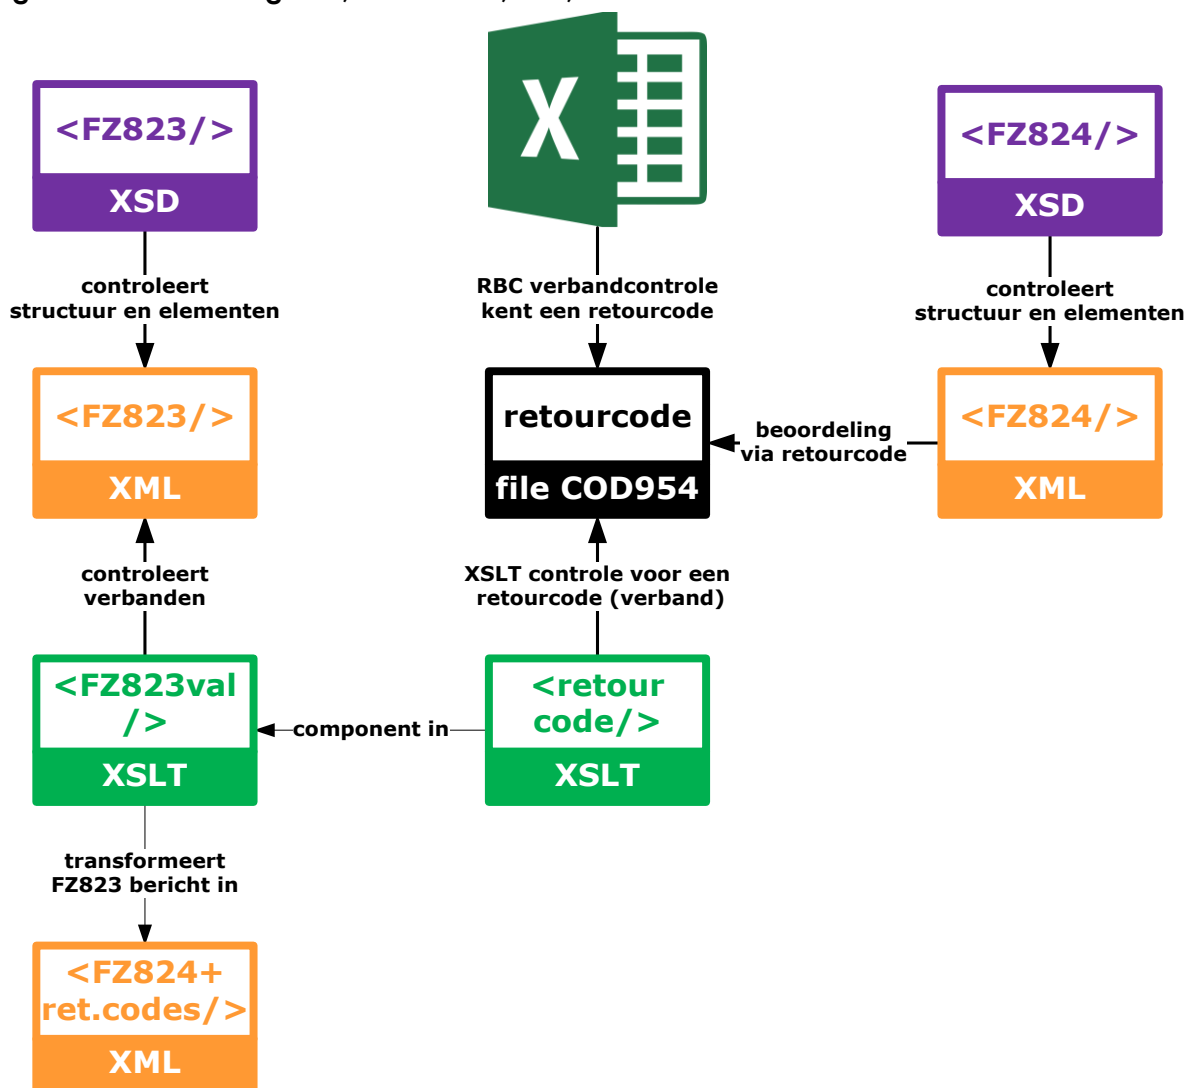 X
<FZ823/>
XSD
<FZ824/>
XSD
controleert
structuur en elementen
RBC verbandcontrole
kent een retourcode
controleert
structuur en elementen
<FZ823/>
XML
retourcode
file COD954
beoordeling
via retourcode
<FZ824/>
XML
controleert
verbanden
XSLT controle voor een
retourcode (verband)
<FZ823val
/>
XSLT
component in
<retour
code/>
XSLT
transformeert
FZ823 bericht in
<FZ824+
ret.codes/>
XML